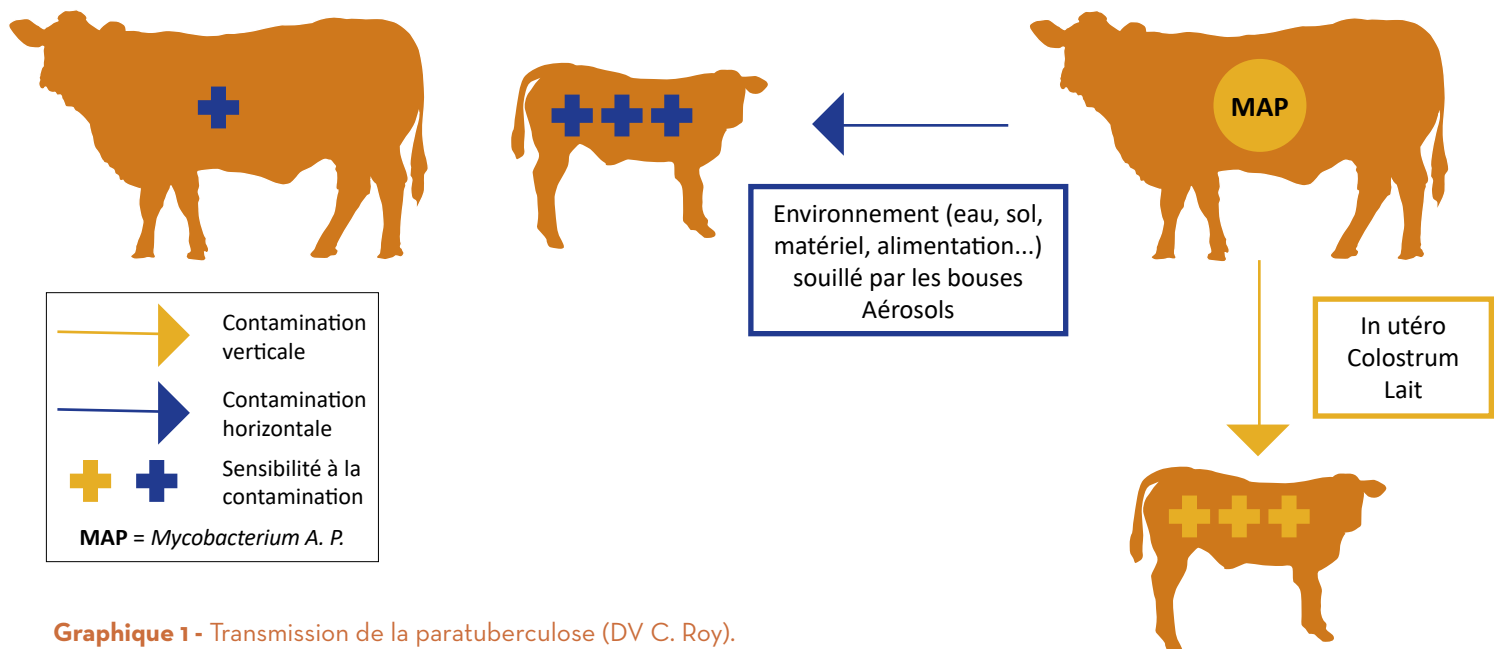 MAP
Environnement (eau, sol,
matériel, alimentation...)
souillé par les bouses
Aérosols
In utéro
Colostrum
Lait
Contamination
verticale
Contamination
horizontale
Sensibilité à la
contamination
MAP = Mycobacterium A. P.
Graphique 1 - Transmission de la paratuberculose (DV C. Roy).